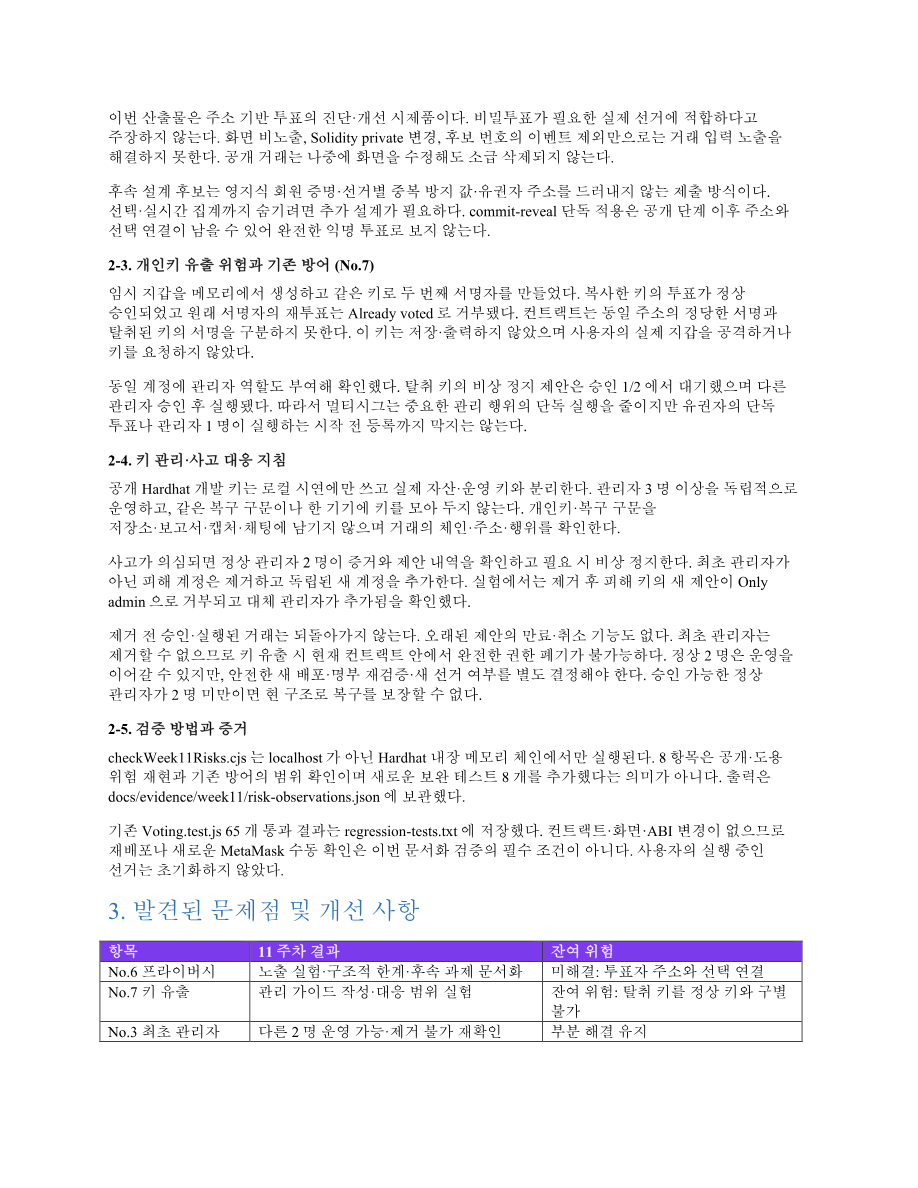 이번 산출물은 주소 기반 투표의 진단·개선 시제품이다. 비밀투표가 필요한 실제 선거에 적합하다고
주장하지 않는다. 화면 비노출, Solidity private 변경, 후보 번호의 이벤트 제외만으로는 거래 입력 노출을
해결하지 못한다. 공개 거래는 나중에 화면을 수정해도 소급 삭제되지 않는다.
후속 설계 후보는 영지식 회원 증명·선거별 중복 방지 값·유권자 주소를 드러내지 않는 제출 방식이다.
선택·실시간 집계까지 숨기려면 추가 설계가 필요하다. commit-reveal 단독 적용은 공개 단계 이후 주소와
선택 연결이 남을 수 있어 완전한 익명 투표로 보지 않는다.
2-3. 개인키 유출 위험과 기존 방어 (No.7)
임시 지갑을 메모리에서 생성하고 같은 키로 두 번째 서명자를 만들었다. 복사한 키의 투표가 정상
승인되었고 원래 서명자의 재투표는 Already voted 로 거부됐다. 컨트랙트는 동일 주소의 정당한 서명과
탈취된 키의 서명을 구분하지 못한다. 이 키는 저장·출력하지 않았으며 사용자의 실제 지갑을 공격하거나
키를 요청하지 않았다.
동일 계정에 관리자 역할도 부여해 확인했다. 탈취 키의 비상 정지 제안은 승인 1/2 에서 대기했으며 다른
관리자 승인 후 실행됐다. 따라서 멀티시그는 중요한 관리 행위의 단독 실행을 줄이지만 유권자의 단독
투표나 관리자 1 명이 실행하는 시작 전 등록까지 막지는 않는다.
2-4. 키 관리·사고 대응 지침
공개 Hardhat 개발 키는 로컬 시연에만 쓰고 실제 자산·운영 키와 분리한다. 관리자 3 명 이상을 독립적으로
운영하고, 같은 복구 구문이나 한 기기에 키를 모아 두지 않는다. 개인키·복구 구문을
저장소·보고서·캡처·채팅에 남기지 않으며 거래의 체인·주소·행위를 확인한다.
사고가 의심되면 정상 관리자 2 명이 증거와 제안 내역을 확인하고 필요 시 비상 정지한다. 최초 관리자가
아닌 피해 계정은 제거하고 독립된 새 계정을 추가한다. 실험에서는 제거 후 피해 키의 새 제안이 Only
admin 으로 거부되고 대체 관리자가 추가됨을 확인했다.
제거 전 승인·실행된 거래는 되돌아가지 않는다. 오래된 제안의 만료·취소 기능도 없다. 최초 관리자는
제거할 수 없으므로 키 유출 시 현재 컨트랙트 안에서 완전한 권한 폐기가 불가능하다. 정상 2 명은 운영을
이어갈 수 있지만, 안전한 새 배포·명부 재검증·새 선거 여부를 별도 결정해야 한다. 승인 가능한 정상
관리자가 2 명 미만이면 현 구조로 복구를 보장할 수 없다.
2-5. 검증 방법과 증거
checkWeek11Risks.cjs 는 localhost 가 아닌 Hardhat 내장 메모리 체인에서만 실행된다. 8 항목은 공개·도용
위험 재현과 기존 방어의 범위 확인이며 새로운 보완 테스트 8 개를 추가했다는 의미가 아니다. 출력은
docs/evidence/week11/risk-observations.json 에 보관했다.
기존 Voting.test.js 65 개 통과 결과는 regression-tests.txt 에 저장했다. 컨트랙트·화면·ABI 변경이 없으므로
재배포나 새로운 MetaMask 수동 확인은 이번 문서화 검증의 필수 조건이 아니다. 사용자의 실행 중인
선거는 초기화하지 않았다.
3. 발견된 문제점 및 개선 사항
항목 11 주차 결과 잔여 위험
No.6 프라이버시 노출 실험·구조적 한계·후속 과제 문서화 미해결: 투표자 주소와 선택 연결
No.7 키 유출 관리 가이드 작성·대응 범위 실험 잔여 위험: 탈취 키를 정상 키와 구별
불가
No.3 최초 관리자 다른 2 명 운영 가능·제거 불가 재확인 부분 해결 유지